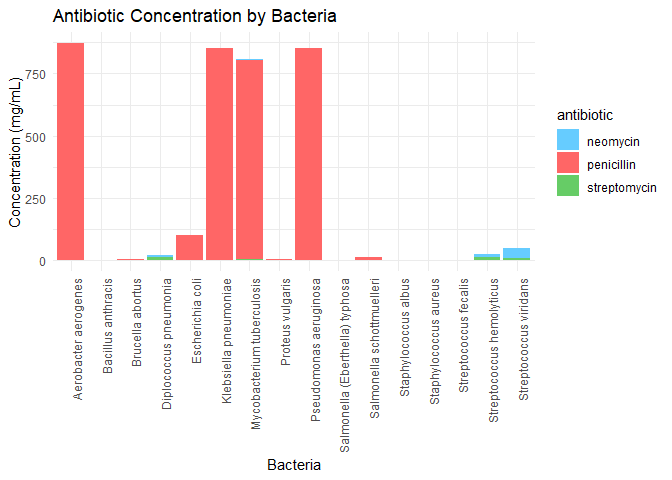 Antibiotic Concentration by Bacteria
Concentration (mg/mL)
750
500
250
0
Aerobacter aerogenes
Bacillus anthracis
Brucella abortus
Diplococcus pneumonia
Escherichia coli
Klebsiella pneumoniae
Mycobacterium tuberculosis
Proteus vulgaris
Pseudomonas aeruginosa
Salmonella (Eberthella) typhosa
Salmonella schottmuelleri
Staphylococcus albus
Staphylococcus aureus
Streptococcus fecalis
Streptococcus hemolyticus
Streptococcus viridans
Bacteria
antibiotic
neomycin
penicillin
streptomycin